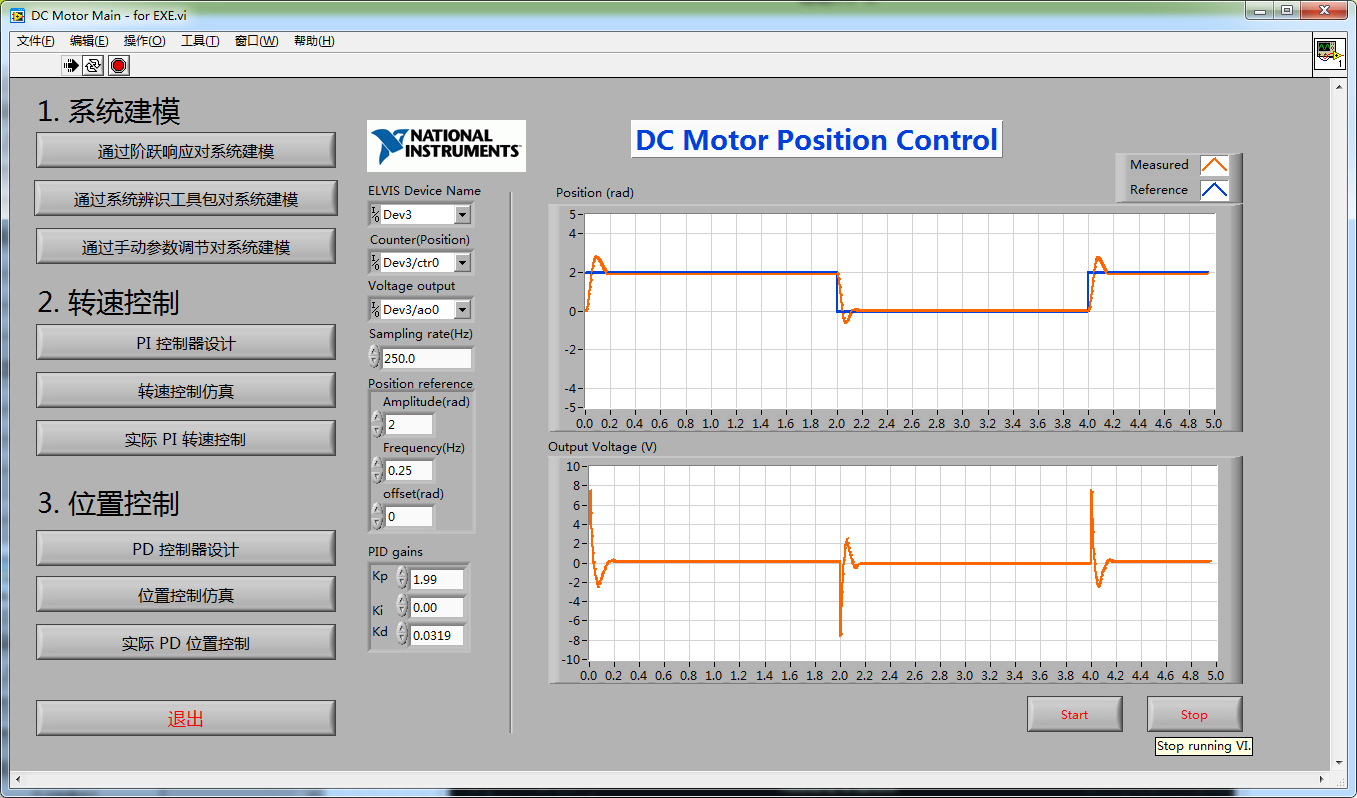 DC Motor Main - for EXE.vi
文件(F) 编辑(E) 操作(O) 工具(T) 窗口(W) 帮助(H)
1
1. 系统建模
通过阶跃响应对系统建模
通过系统辨识工具包对系统建模
通过手动参数调节对系统建模
2. 转速控制
PI 控制器设计
转速控制仿真
实际 PI 转速控制
3. 位置控制
PD 控制器设计
位置控制仿真
实际 PD 位置控制
退出
NATIONAL
INSTRUMENTS
ELVIS Device Name
Dev3
Counter(Position)
Dev3/ctr0
Voltage output
Dev3/ao0
Sampling rate(Hz)
250.0
Position reference
Amplitude(rad)
2
Frequency(Hz)
0.25
offset(rad)
0
PID gains
Kp 1.99
Ki 0.00
Kd 0.0319
DC Motor Position Control
Measured
Reference
Position (rad)
5
4
2
0
-2
-4
-5
0.0 0.2 0.4 0.6 0.8 1.0 1.2 1.4 1.6 1.8 2.0 2.2 2.4 2.6 2.8 3.0 3.2 3.4 3.6 3.8 4.0 4.2 4.4 4.6 4.8 5.0
Output Voltage (V)
10
8
6
4
2
0
-2
-4
-6
-8
-10
0.0 0.2 0.4 0.6 0.8 1.0 1.2 1.4 1.6 1.8 2.0 2.2 2.4 2.6 2.8 3.0 3.2 3.4 3.6 3.8 4.0 4.2 4.4 4.6 4.8 5.0
Start
Stop
Stop running VI.